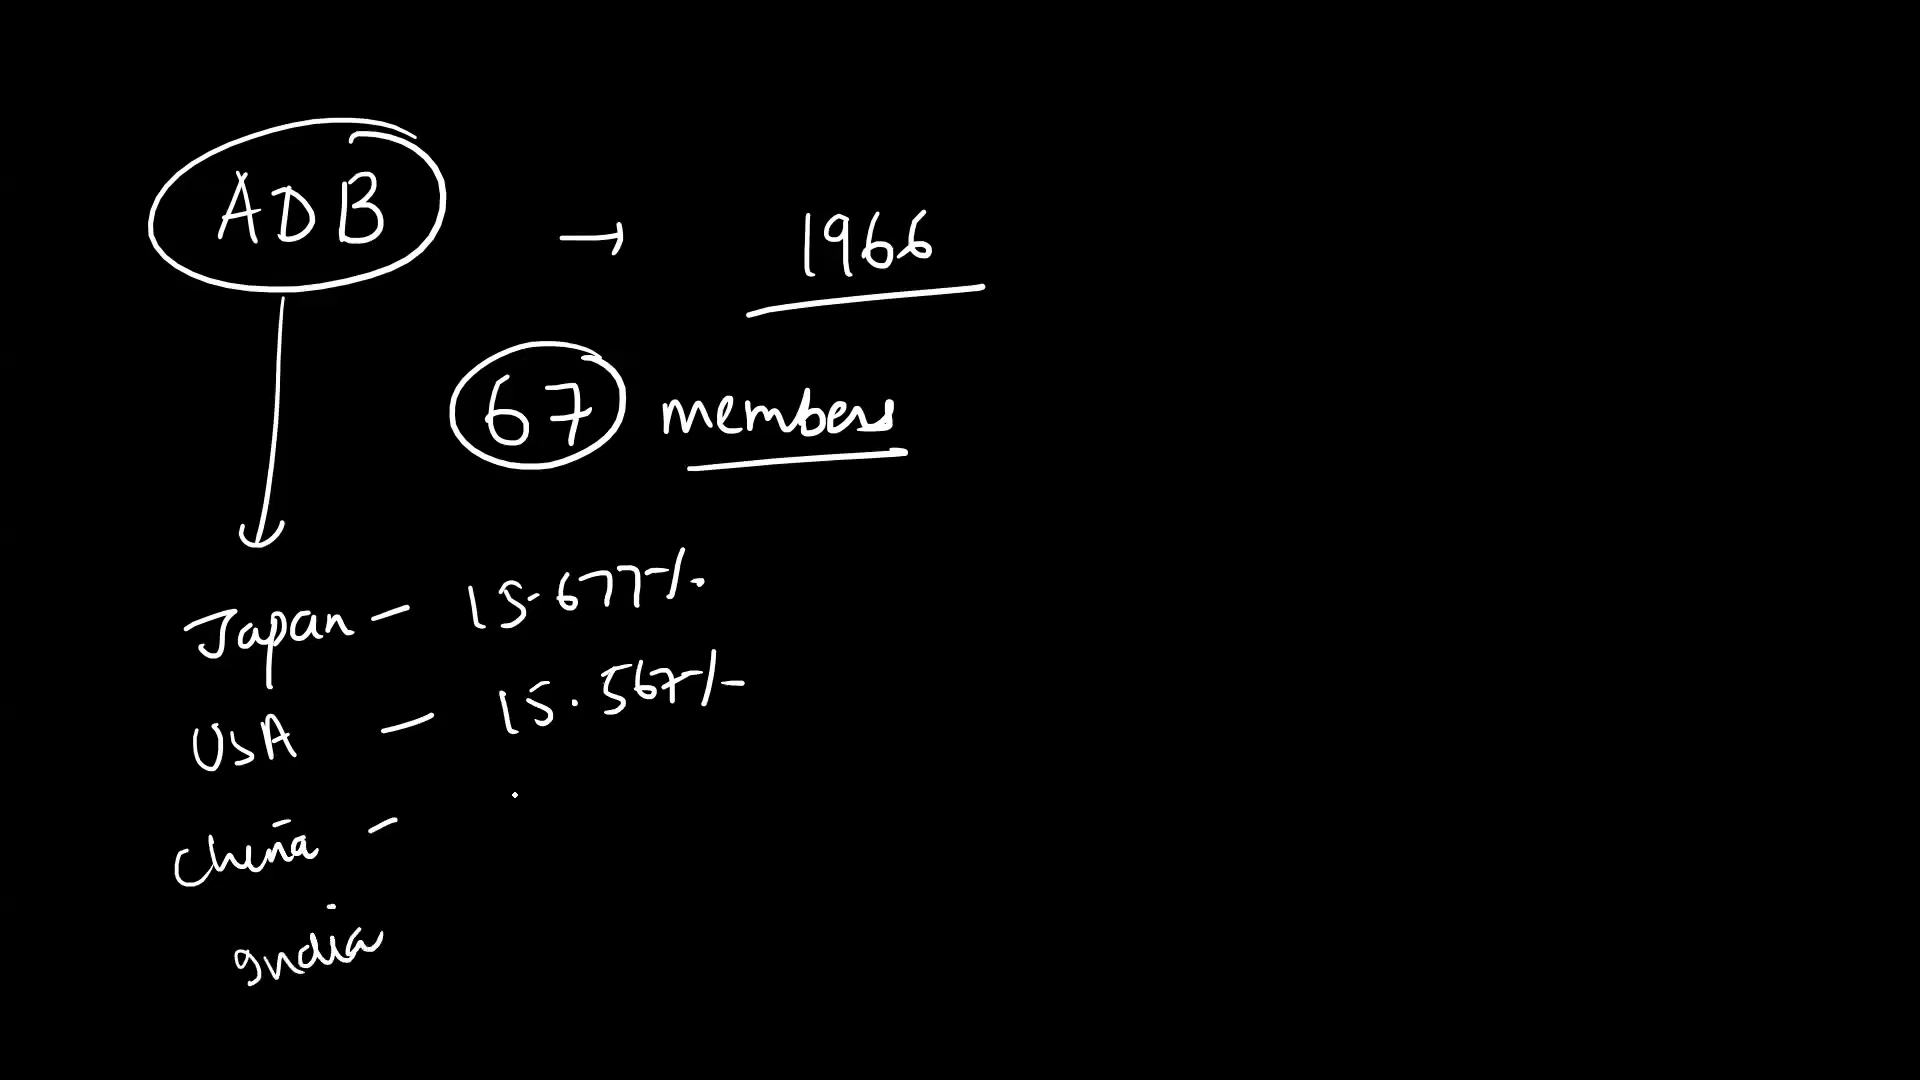 ADB → 1966
67 members
Japan - 15.677%
USA - 15.567%
China -
India